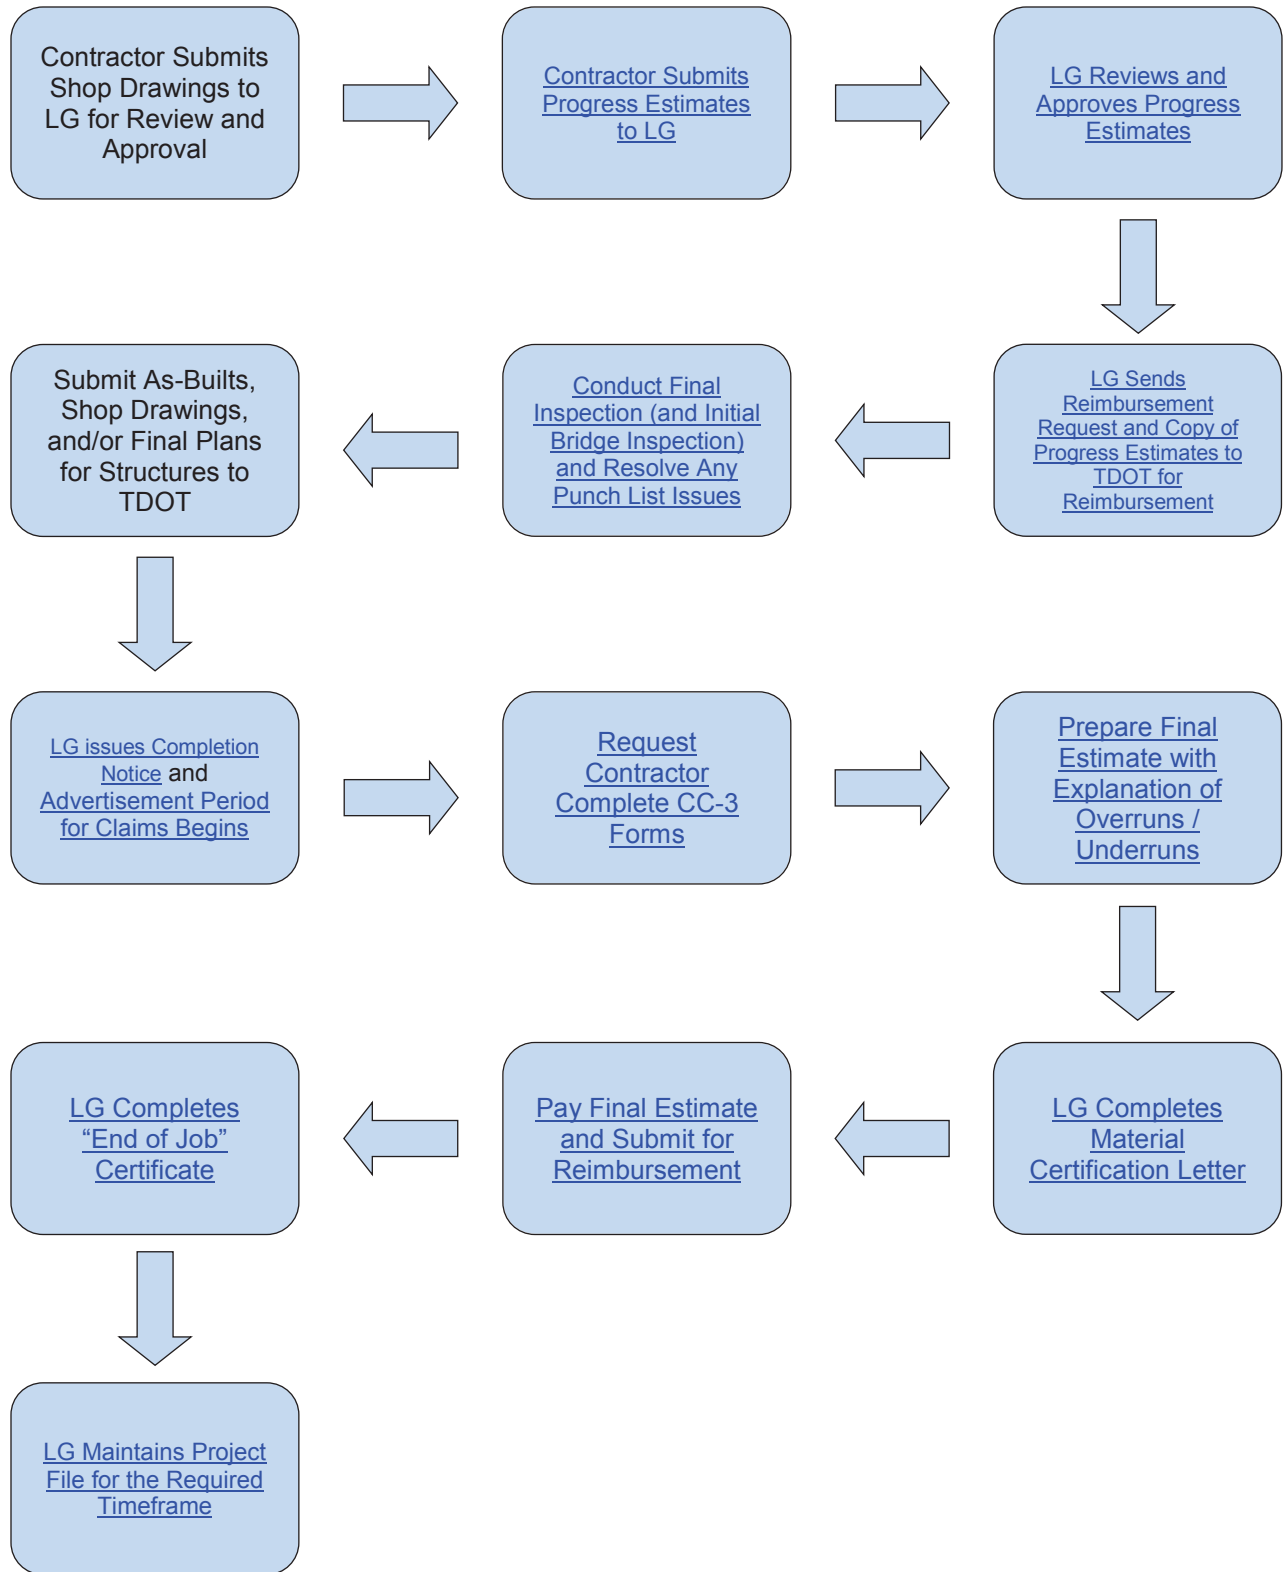 Contractor Submits
Shop Drawings to
LG for Review and
Approval
Contractor Submits
Progress Estimates
to LG
LG Reviews and
Approves Progress
Estimates
LG Sends
Reimbursement
Request and Copy of
Progress Estimates to
TDOT for
Reimbursement
Conduct Final
Inspection (and Initial
Bridge Inspection)
and Resolve Any
Punch List Issues
Submit As-Builts,
Shop Drawings,
and/or Final Plans
for Structures to
TDOT
LG issues Completion
Notice and
Advertisement Period
for Claims Begins
Request
Contractor
Complete CC-3
Forms
Prepare Final
Estimate with
Explanation of
Overruns /
Underruns
LG Completes
Material
Certification Letter
Pay Final Estimate
and Submit for
Reimbursement
LG Completes
“End of Job”
Certificate
LG Maintains Project
File for the Required
Timeframe